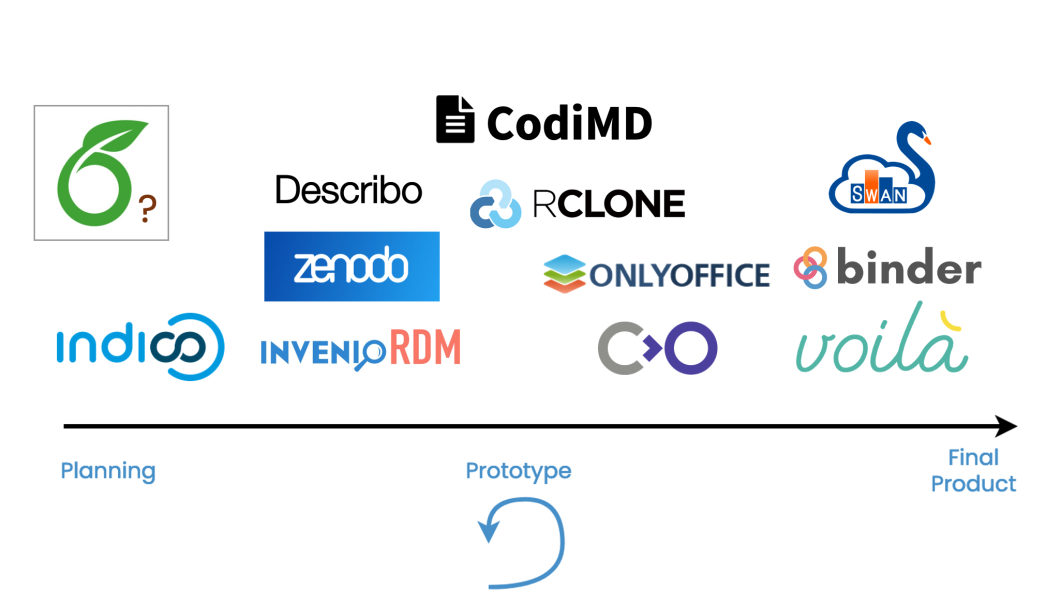 CodiMD
?
Describo
RCLONE
SWAN
zenodo
ONLYOFFICE
binder
indico
INVENIO RDM
voilà
Planning
Prototype
Final
Product